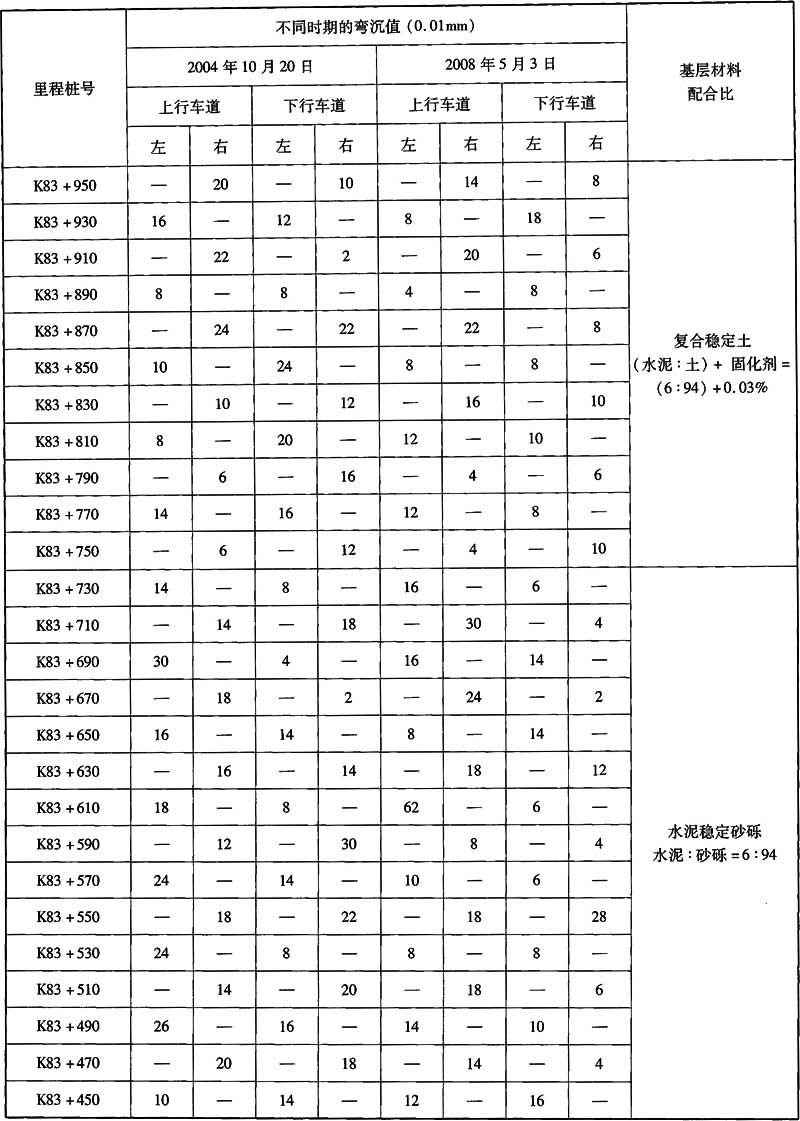 里程桩号 不同时期的弯沉值(0.01mm) 基层材料配合比
2004年10月20日 2008年5月3日
上行车道 下行车道 上行车道 下行车道
左 右 左 右 左 右 左 右
K83+950 — 20 — 10 — 14 — 8
K83+930 16 — 12 — 8 — 18 —
K83+910 — 22 — 2 — 20 — 6
K83+890 8 — 8 — 4 — 8 —
K83+870 — 24 — 22 — 22 — 8
K83+850 10 — 24 — 8 — 8 —
K83+830 — 10 — 12 — 16 — 10
K83+810 8 — 20 — 12 — 10 —
K83+790 — 6 — 16 — 4 — 6
K83+770 14 — 16 — 12 — 8 —
K83+750 — 6 — 12 — 4 — 10
复合稳定土
(水泥:土)+ 固化剂=
(6:94)+0.03%
K83+730 14 — 8 — 16 — 6 —
K83+710 — 14 — 18 — 30 — 4
K83+690 30 — 4 — 16 — 14 —
K83+670 — 18 — 2 — 24 — 2
K83+650 16 — 14 — 8 — 14 —
K83+630 — 16 — 14 — 18 — 12
K83+610 18 — 8 — 62 — 6 —
K83+590 — 12 — 30 — 8 — 4
K83+570 24 — 14 — 10 — 6 —
K83+550 — 18 — 22 — 18 — 28
K83+530 24 — 8 — 8 — 8 —
K83+510 — 14 — 20 — 18 — 6
K83+490 26 — 16 — 14 — 10 —
K83+470 — 20 — 18 — 14 — 4
K83+450 10 — 14 — 12 — 16 —
水泥稳定砂砾
水泥:砂砾=6:94